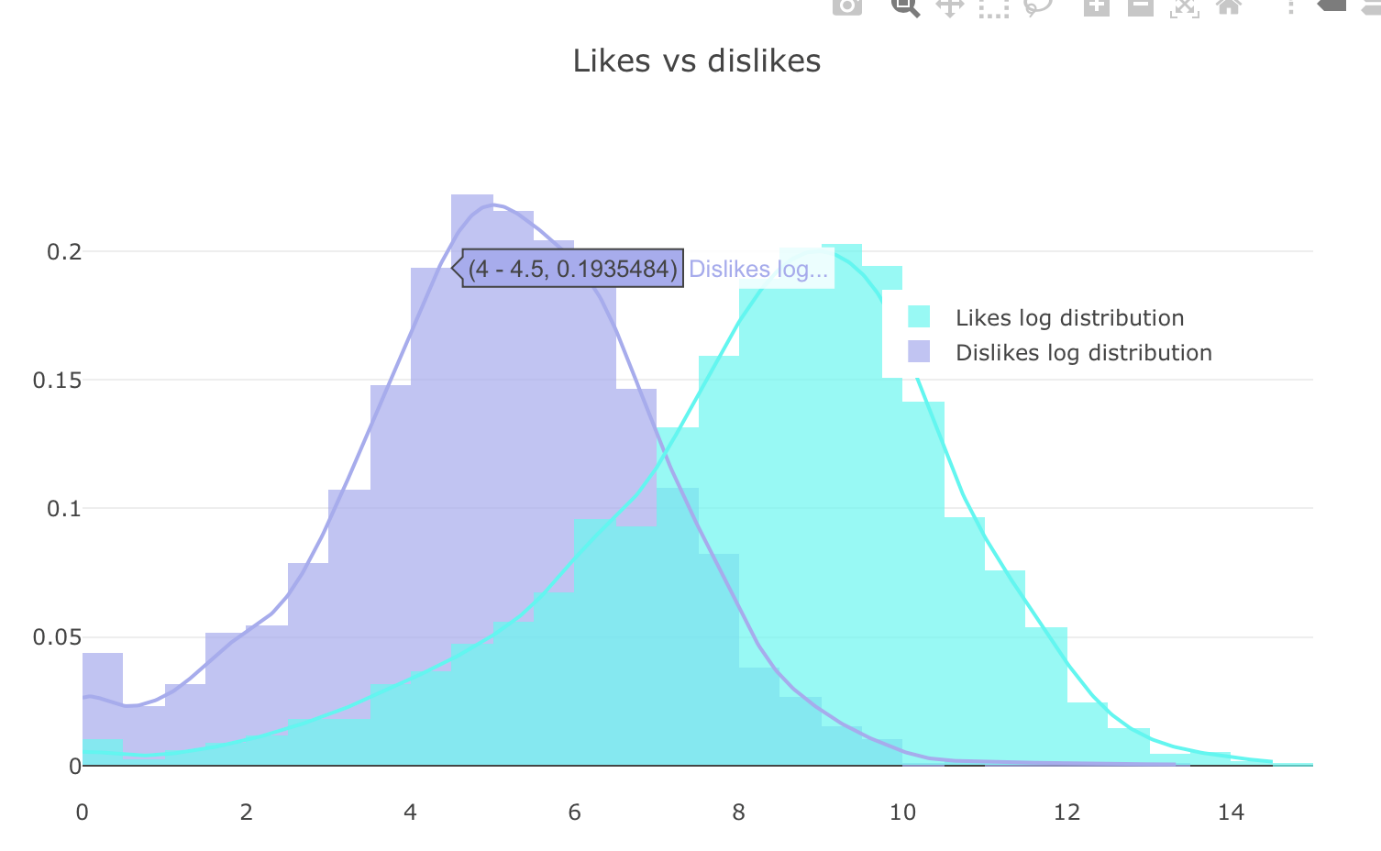 Likes vs dislikes
0.2
(4 - 4.5, 0.1935484) Dislikes log...
Likes log distribution
Dislikes log distribution
0.15
0.1
0.05
0
0 2 4 6 8 10 12 14